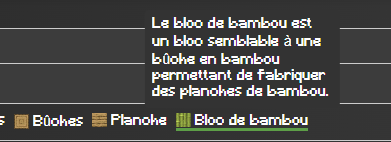 Le bloc de bambou est
un bloc semblable à une
bûche en bambou
permettant de fabriquer
des planches de bambou.
s Bûches Planche Bloc de bambou